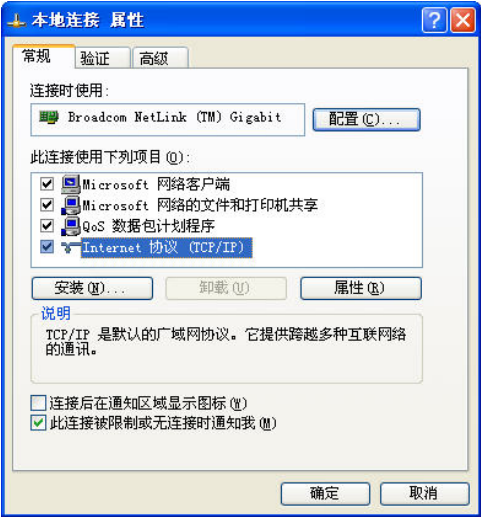 本地连接 属性
常规 验证 高级
连接时使用:
Broadcom NetLink (TM) Gigabit
配置(C)...
此连接使用下列项目(O):
Microsoft 网络客户端
Microsoft 网络的文件和打印机共享
QoS 数据包计划程序
Internet 协议 (TCP/IP)
安装(N)... 卸载(U) 属性(R)
说明
TCP/IP 是默认的广域网协议。它提供跨越多种互联网络
的通讯。
连接后在通知区域显示图标(W)
此连接被限制或无连接时通知我(M)
确定 取消